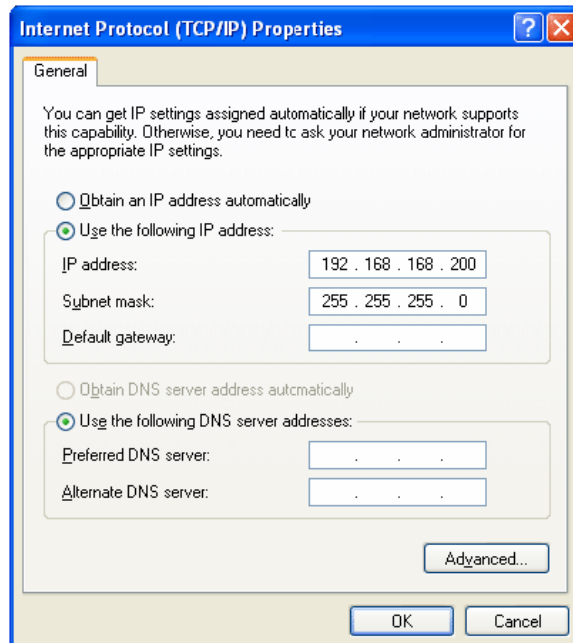 Internet Protocol (TCP/IP) Properties
General
You can get IP settings assigned automatically if your network supports
this capability. Otherwise, you need to ask your network administrator for
the appropriate IP settings.
Obtain an IP address automatically
Use the following IP address:
IP address: 192 . 168 . 168 . 200
Subnet mask: 255 . 255 . 255 . 0
Default gateway: . . .
Obtain DNS server address automatically
Use the following DNS server addresses:
Preferred DNS server: . . .
Alternate DNS server: . . .
Advanced...
OK Cancel